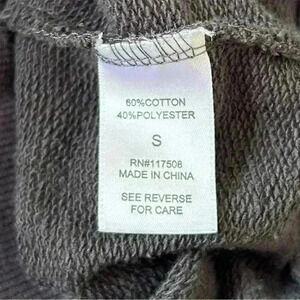 60%COTTON
40%POLYESTER
S
RN#117508
MADE IN CHINA
SEE REVERSE
FOR CARE